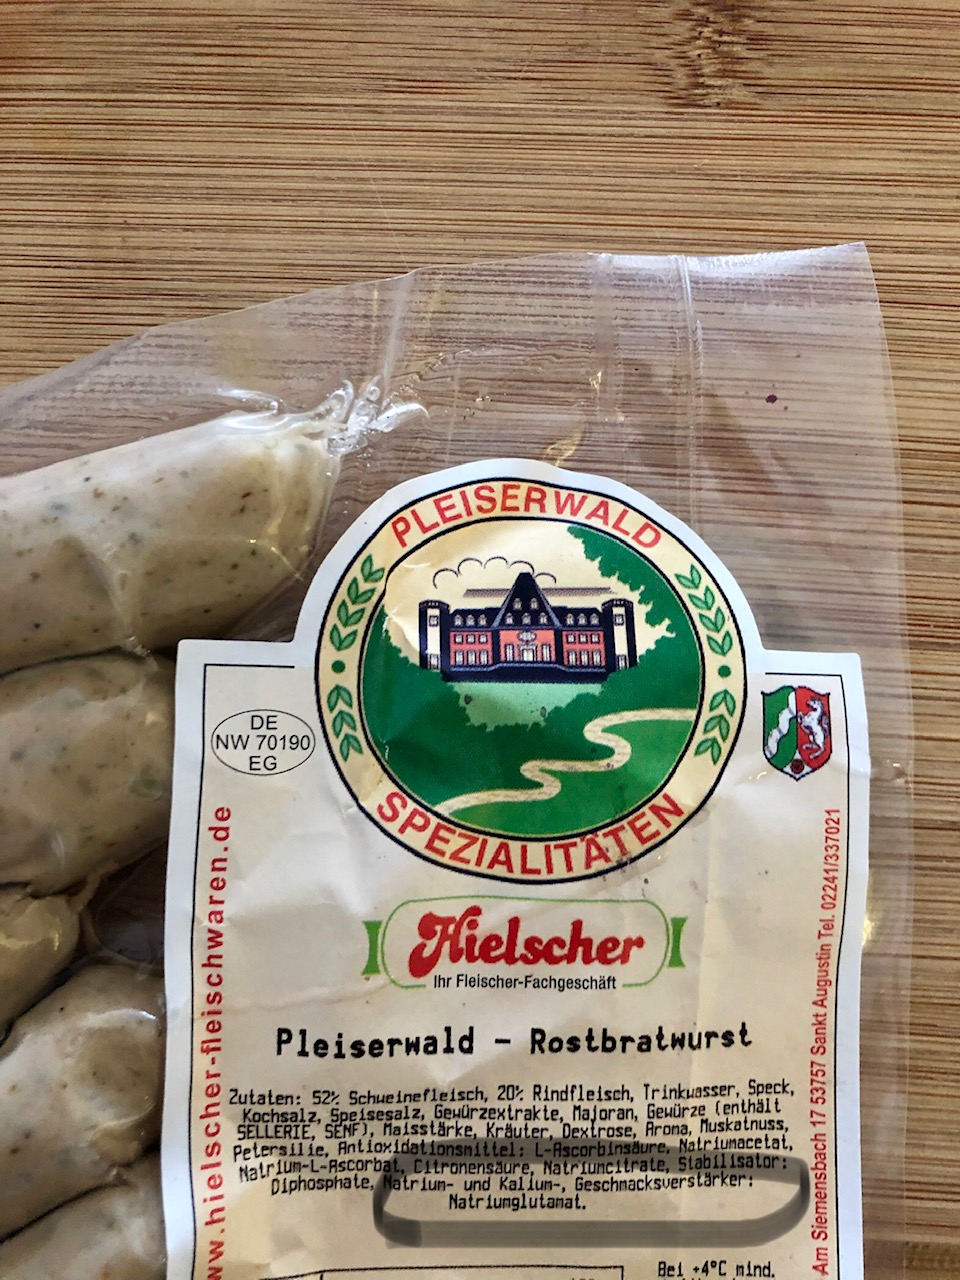 PLEISERWALD
SPEZIALITÄTEN
DE
NW 70190
EG
Hielscher
Ihr Fleischer-Fachgeschäft
Pleiserwald - Rostbratwurst
Zutaten: 52% Schweinefleisch, 20% Rindfleisch, Trinkwasser, Speck,
Kochsalz, Speisesalz, Gewürzextrakte, Majoran, Gewürze (enthält
SELLERIE, SENF), Maisstärke, Kräuter, Dextrose, Aroma, Muskatnuss,
Petersilie, Antioxidationsmittel: L-Ascorbinsäure, Natriumacetat,
Natrium-L-Ascorbat, Citronensäure, Natriumcitrate, Stabilisator:
Diphosphate, Natrium- und Kalium-, Geschmacksverstärker:
Natriumglutamat.
Bei +4°C mind.
ww.hielscher-fleischwaren.de
Am Siemensbach 17 53757 Sankt Augustin Tel. 02241/337021